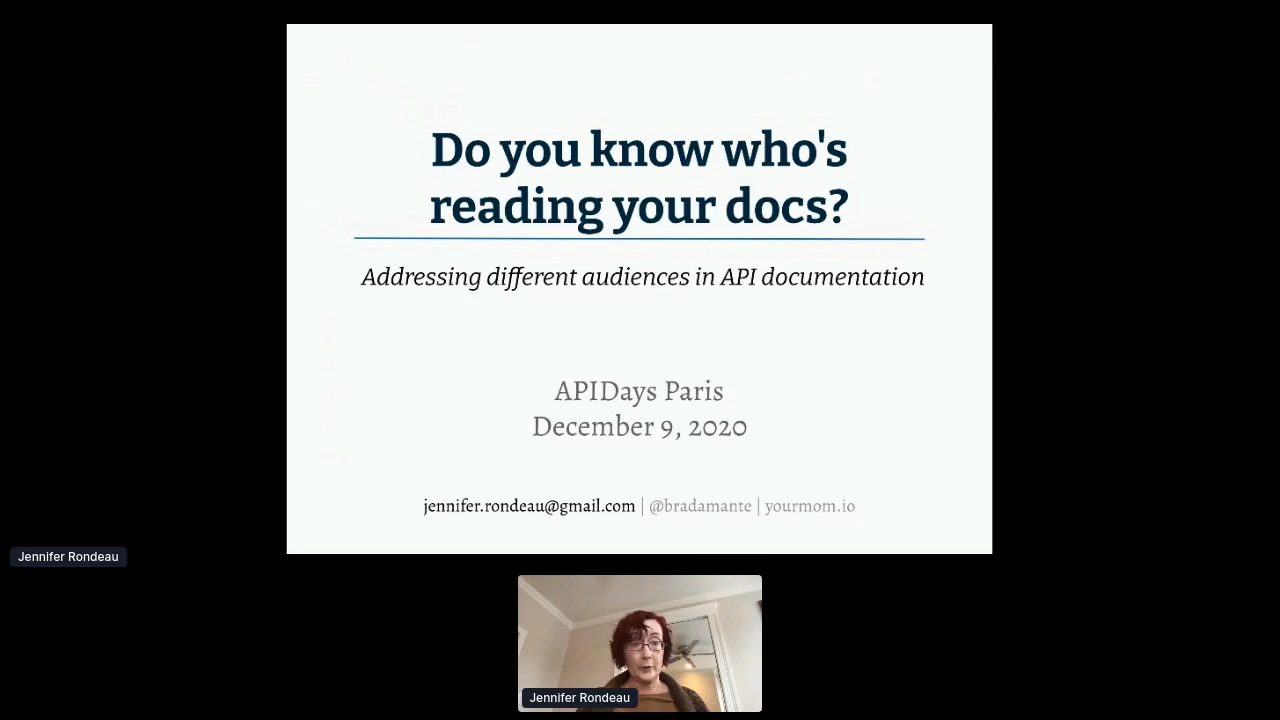 Do you know who's
reading your docs?
Addressing different audiences in API documentation
APIDays Paris
December 9, 2020
jennifer.rondeau@gmail.com | @bradamante | yourmom.io
Jennifer Rondeau
Jennifer Rondeau